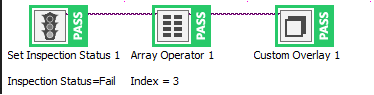 PASS PASS PASS
Set Inspection Status 1 Array Operator 1 Custom Overlay 1
Inspection Status=Fail Index = 3